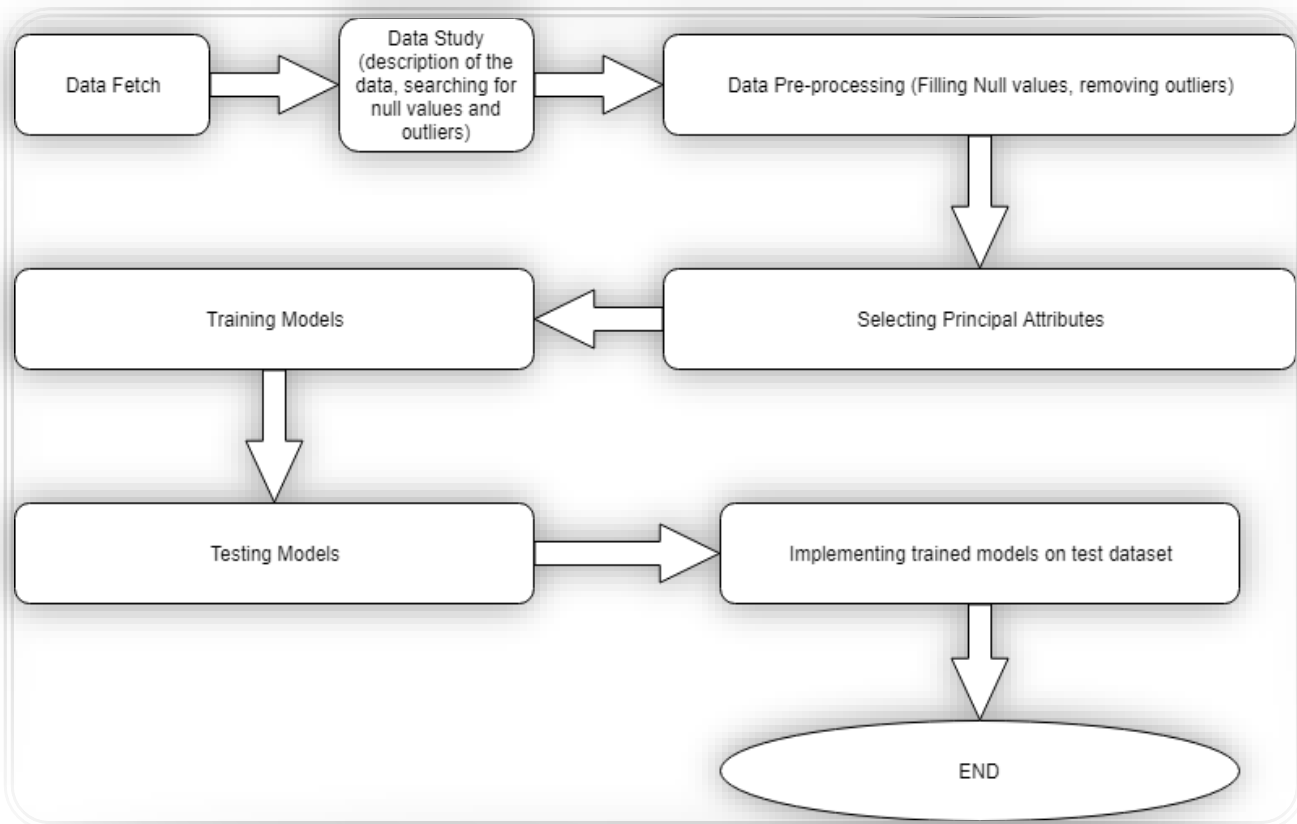 Data Fetch
Data Study
(description of the
data, searching for
null values and
outliers)
Data Pre-processing (Filling Null values, removing outliers)
Selecting Principal Attributes
Training Models
Testing Models
Implementing trained models on test dataset
END